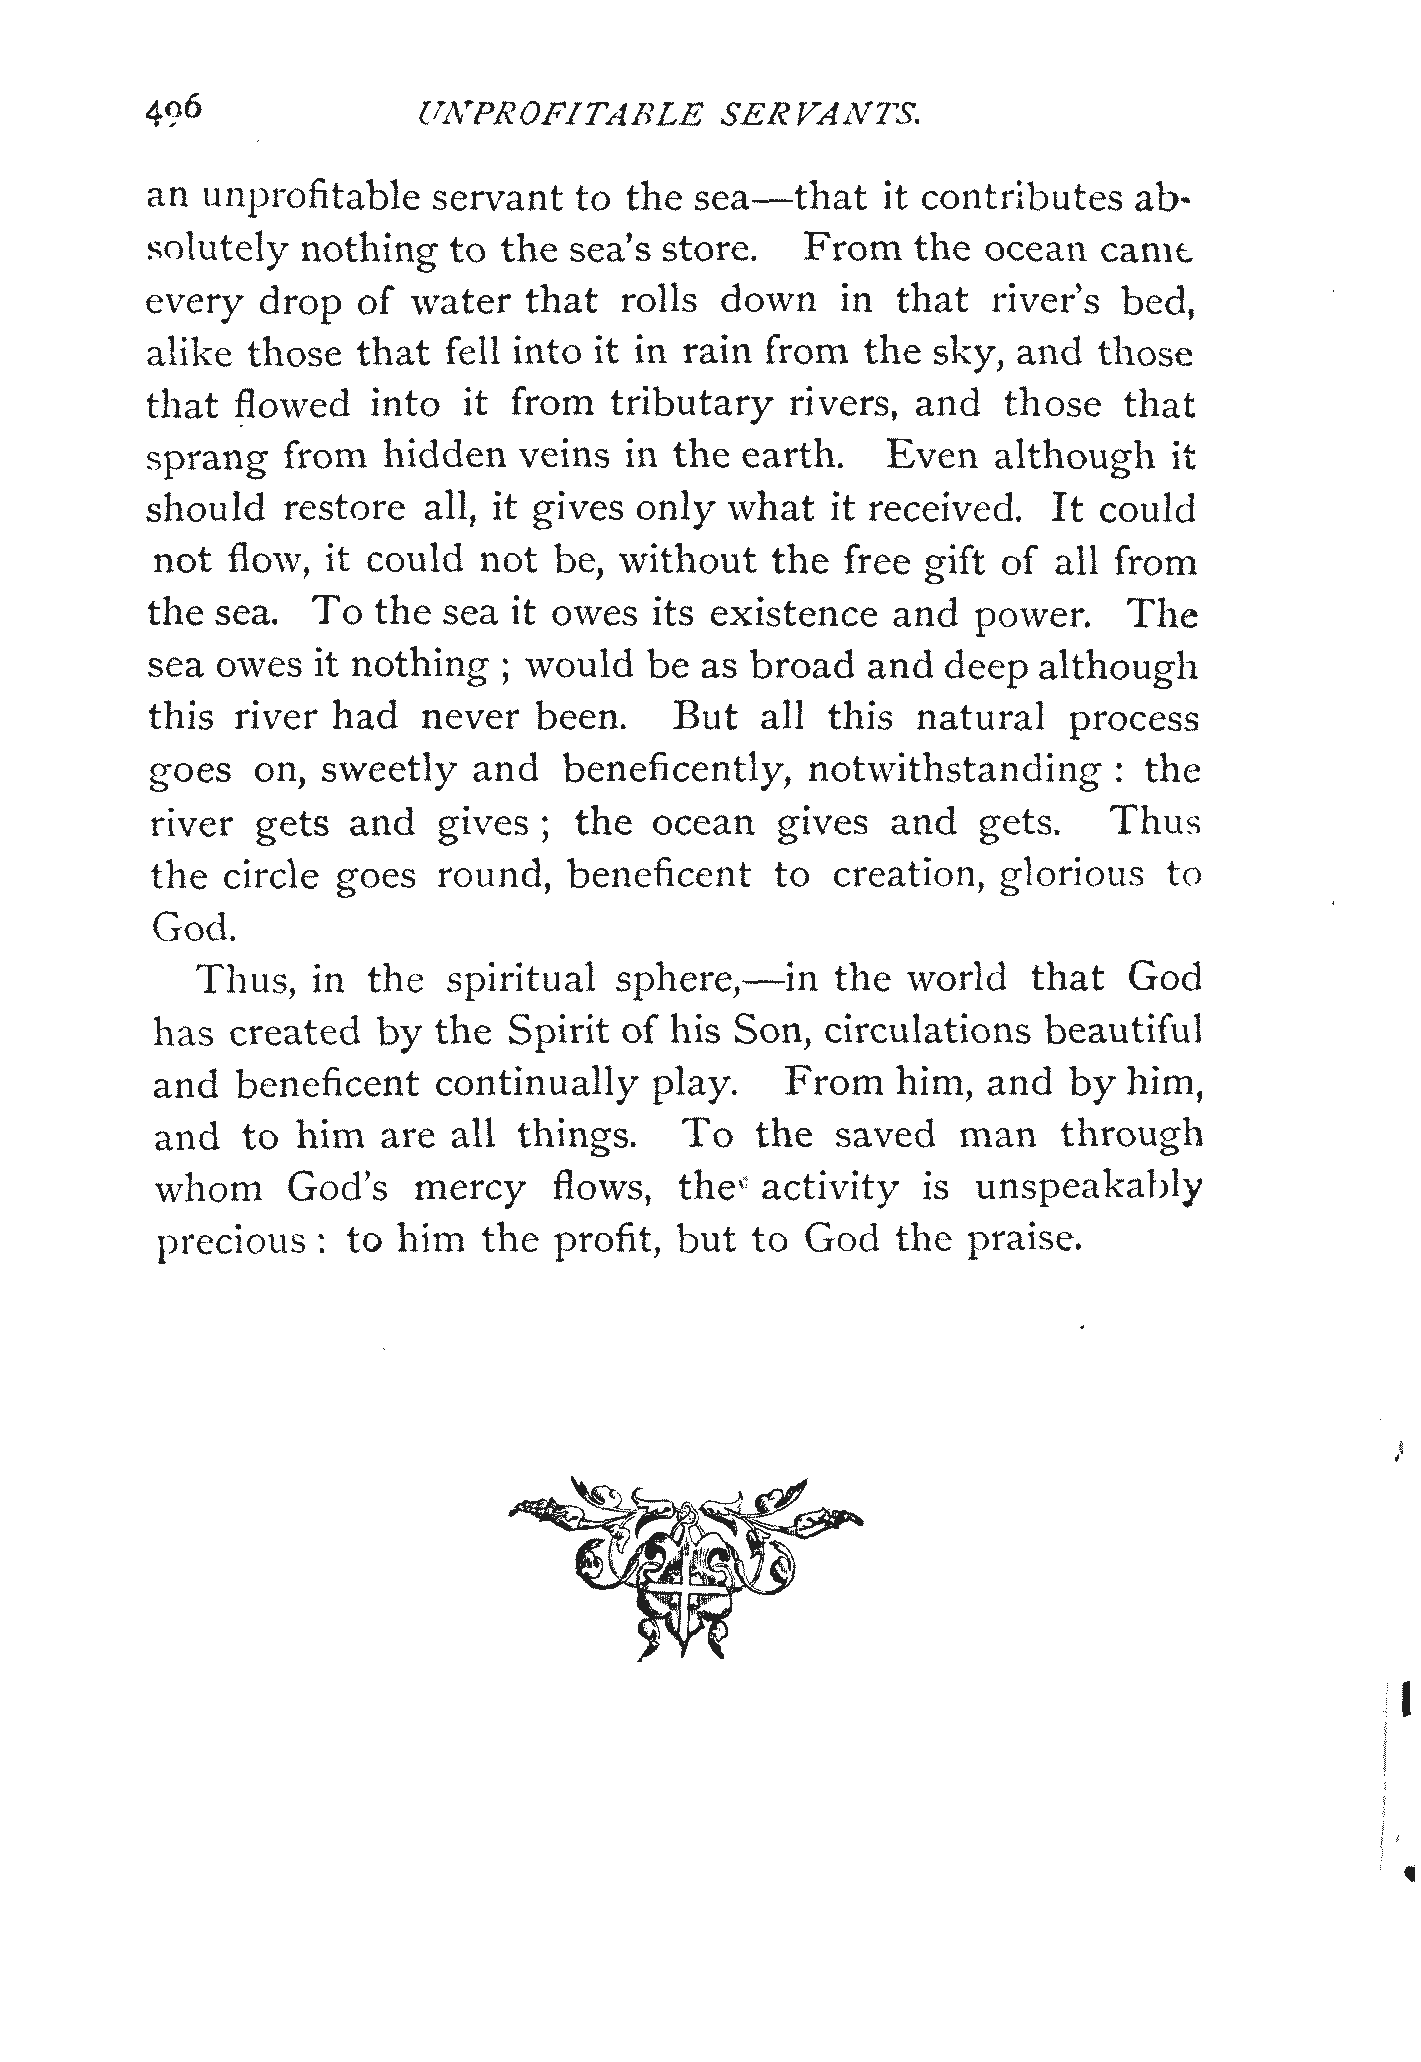 496 UNPROFITABLE SERVANTS.
an unprofitable servant to the sea—that it contributes ab-
solutely nothing to the sea's store. From the ocean came
every drop of water that rolls down in that river's bed,
alike those that fell into it in rain from the sky, and those
that flowed into it from tributary rivers, and those that
sprang from hidden veins in the earth. Even although it
should restore all, it gives only what it received. It could
not flow, it could not be, without the free gift of all from
the sea. To the sea it owes its existence and power. The
sea owes it nothing ; would be as broad and deep although
this river had never been. But all this natural process
goes on, sweetly and beneficently, notwithstanding : the
river gets and gives ; the ocean gives and gets. Thus
the circle goes round, beneficent to creation, glorious to
God.
Thus, in the spiritual sphere,—in the world that God
has created by the Spirit of his Son, circulations beautiful
and beneficent continually play. From him, and by him,
and to him are all things. To the saved man through
whom God's mercy flows, the activity is unspeakably
precious : to him the profit, but to God the praise.